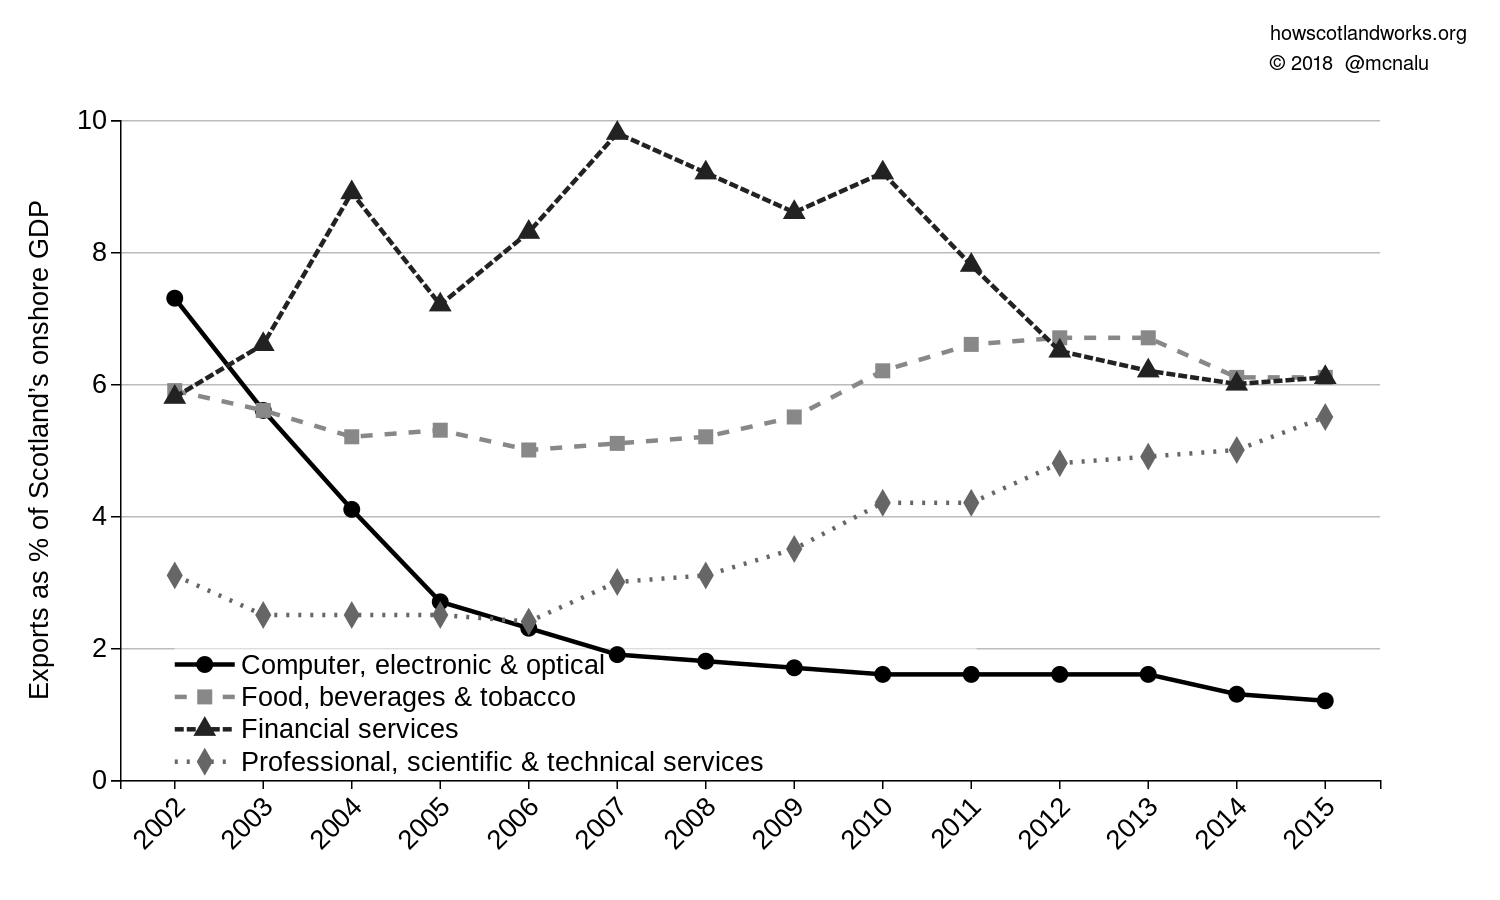 howscotlandworks.org
© 2018 @mcnalu
Exports as % of Scotland's onshore GDP
10
8
6
4
2
0
Computer, electronic & optical
Food, beverages & tobacco
Financial services
Professional, scientific & technical services
2002 2003 2004 2005 2006 2007 2008 2009 2010 2011 2012 2013 2014 2015